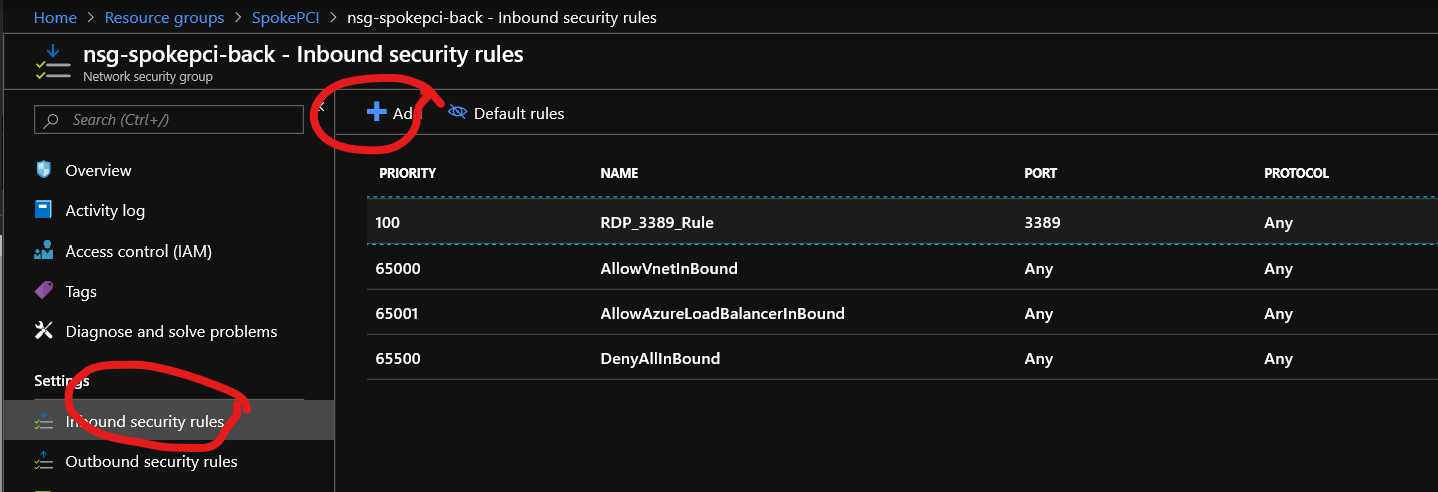 Home > Resource groups > SpokePCI > nsg-spokepci-back - Inbound security rules
nsg-spokepci-back - Inbound security rules
Network security group
Search (Ctrl+/)
Overview
Activity log
Access control (IAM)
Tags
Diagnose and solve problems
Settings
Inbound security rules
Outbound security rules
Add Default rules
PRIORITY NAME PORT PROTOCOL
100 RDP_3389_Rule 3389 Any
65000 AllowVnetInBound Any Any
65001 AllowAzureLoadBalancerInBound Any Any
65500 DenyAllInBound Any Any